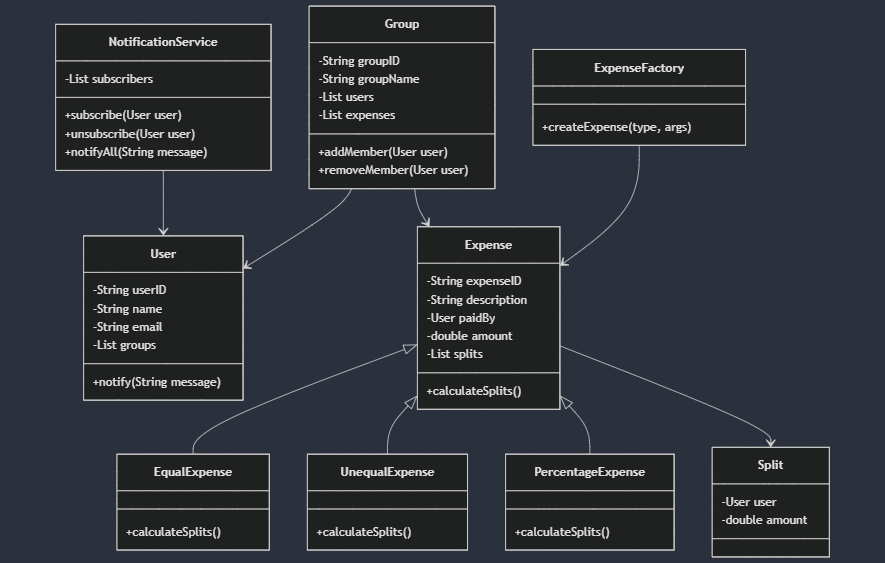 NotificationService
-List subscribers
+subscribe(User user)
+unsubscribe(User user)
+notifyAll(String message)
Group
-String groupID
-String groupName
-List users
-List expenses
+addMember(User user)
+removeMember(User user)
ExpenseFactory
+createExpense(type, args)
User
-String userID
-String name
-String email
-List groups
+notify(String message)
Expense
-String expenseID
-String description
-User paidBy
-double amount
-List splits
+calculateSplits()
EqualExpense
+calculateSplits()
UnequalExpense
+calculateSplits()
PercentageExpense
+calculateSplits()
Split
-User user
-double amount